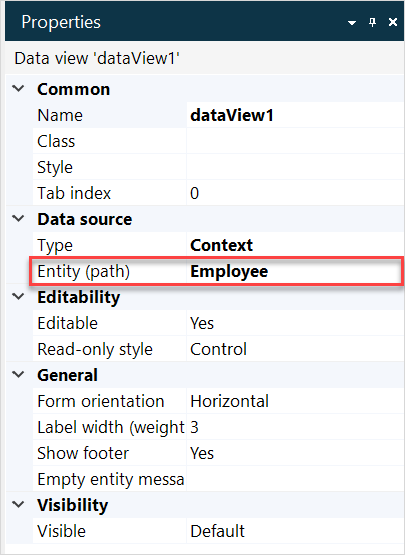 Properties
Data view 'dataView1'
Common
Name dataView1
Class
Style
Tab index 0
Data source
Type Context
Entity (path) Employee
Editability
Editable Yes
Read-only style Control
General
Form orientation Horizontal
Label width (weight 3
Show footer Yes
Empty entity messa
Visibility
Visible Default